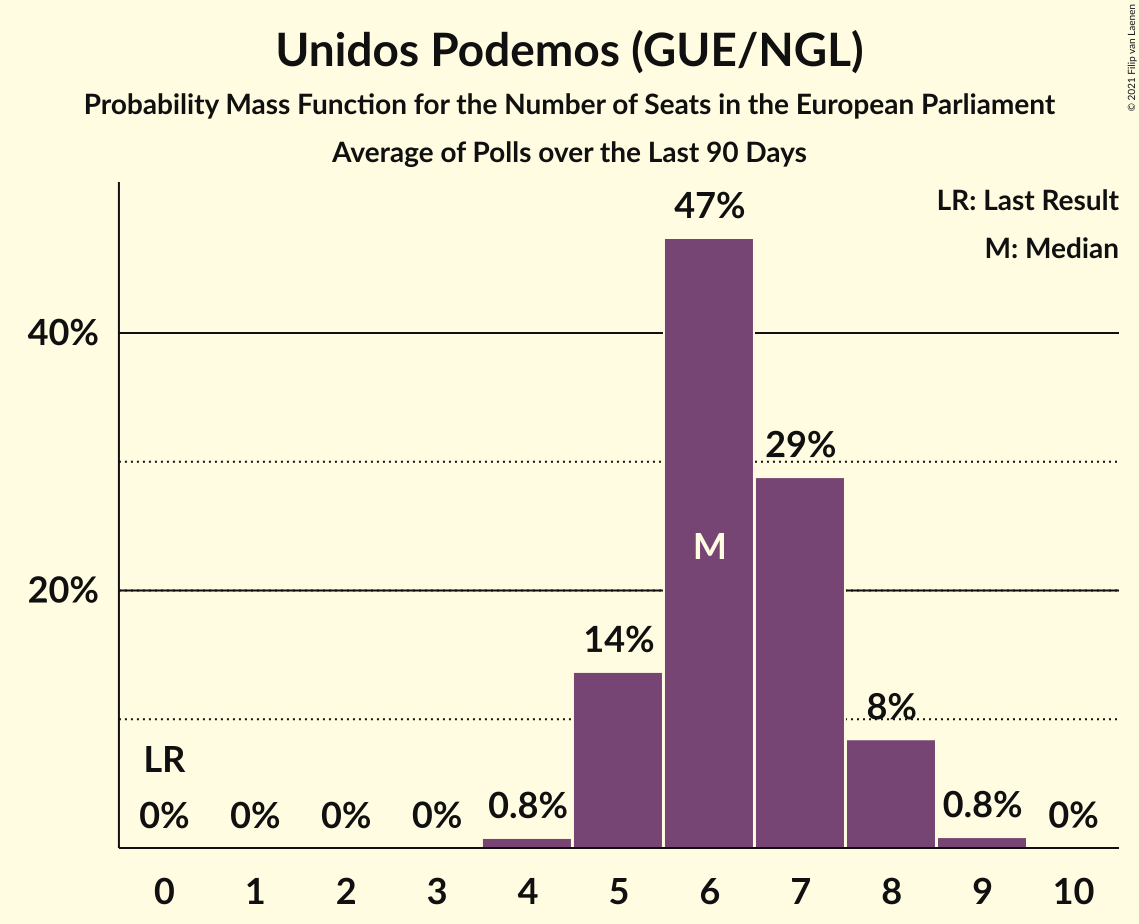 Unidos Podemos (GUE/NGL)
Probability Mass Function for the Number of Seats in the European Parliament
Average of Polls over the Last 90 Days
© 2021 Filip van Laenen
LR: Last Result
M: Median
47%
40%
29%
M
20%
14%
8%
LR
0% 0% 0% 0% 0.8% 0.8% 0%
0 1 2 3 4 5 6 7 8 9 10